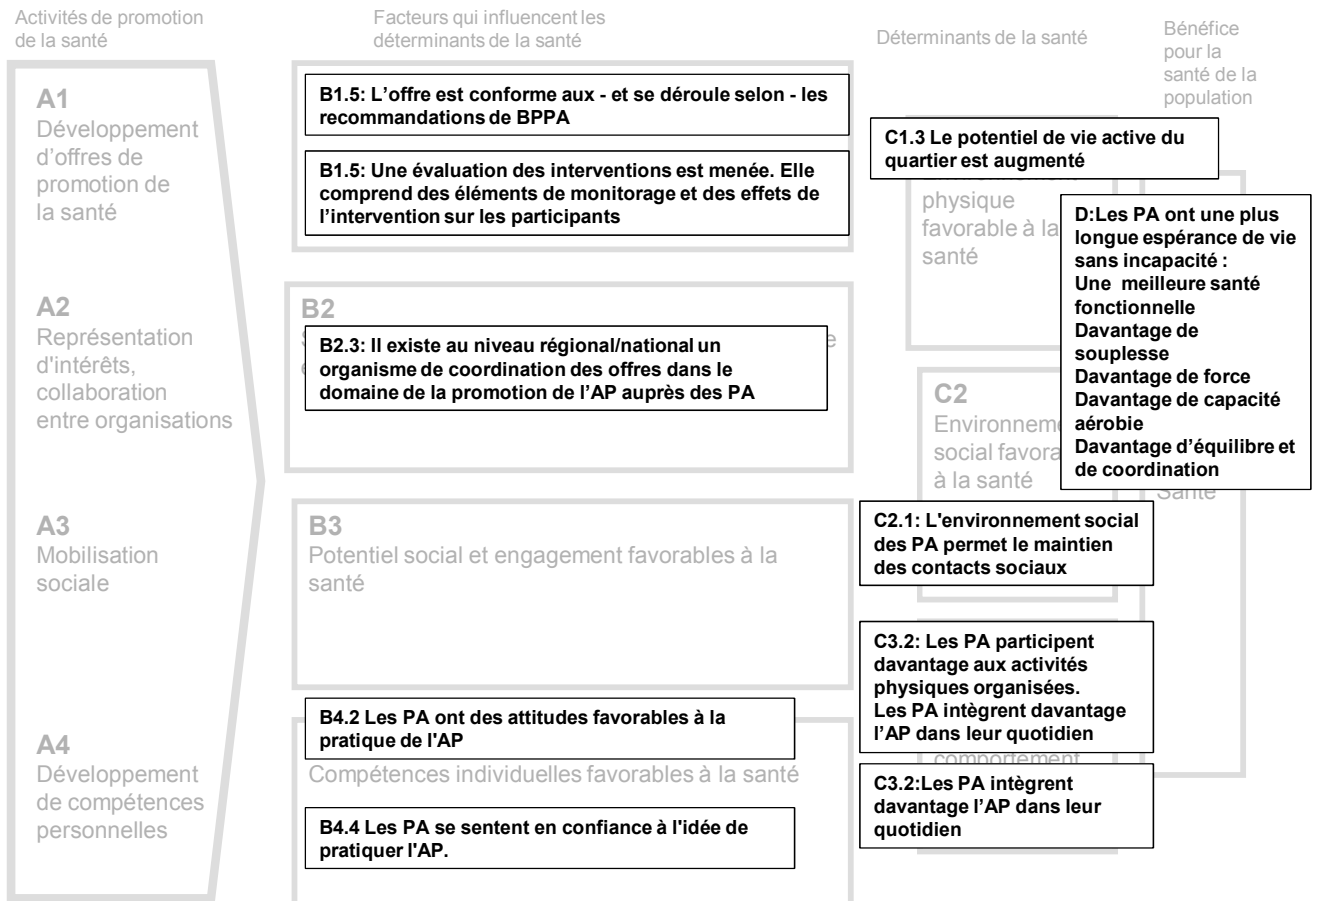 Activités de promotion
de la santé
Facteurs qui influencent les
déterminants de la santé
Déterminants de la santé
Bénéfice
pour la
santé de la
population
A1
Développement
d'offres de
promotion de
la santé
A2
Représentation
d'intérêts,
collaboration
entre organisations
A3
Mobilisation
sociale
A4
Développement
de compétences
personnelles
B1.5: L'offre est conforme aux - et se déroule selon - les
recommandations de BPPA
B1.5: Une évaluation des interventions est menée. Elle
comprend des éléments de monitorage et des effets de
l'intervention sur les participants
B2
B2.3: Il existe au niveau régional/national un
organisme de coordination des offres dans le
domaine de la promotion de l'AP auprès des PA
B3
Potentiel social et engagement favorables à la
santé
B4.2 Les PA ont des attitudes favorables à la
pratique de l'AP
Compétences individuelles favorables à la santé
B4.4 Les PA se sentent en confiance à l'idée de
pratiquer l'AP.
C1.3 Le potentiel de vie active du
quartier est augmenté
physique
favorable à la
santé
C2
social
à la santé
C2.1: L'environnement social
des PA permet le maintien
des contacts sociaux
C3.2: Les PA participent
davantage aux activités
physiques organisées.
Les PA intègrent davantage
l'AP dans leur quotidien
comportement
C3.2:Les PA intègrent
davantage l'AP dans leur
quotidien
D:Les PA ont une plus
longue espérance de vie
sans incapacité :
Une meilleure santé
fonctionnelle
Davantage de
souplesse
Davantage de force
Davantage de capacité
aérobie
Davantage d'équilibre et
de coordination
Santé